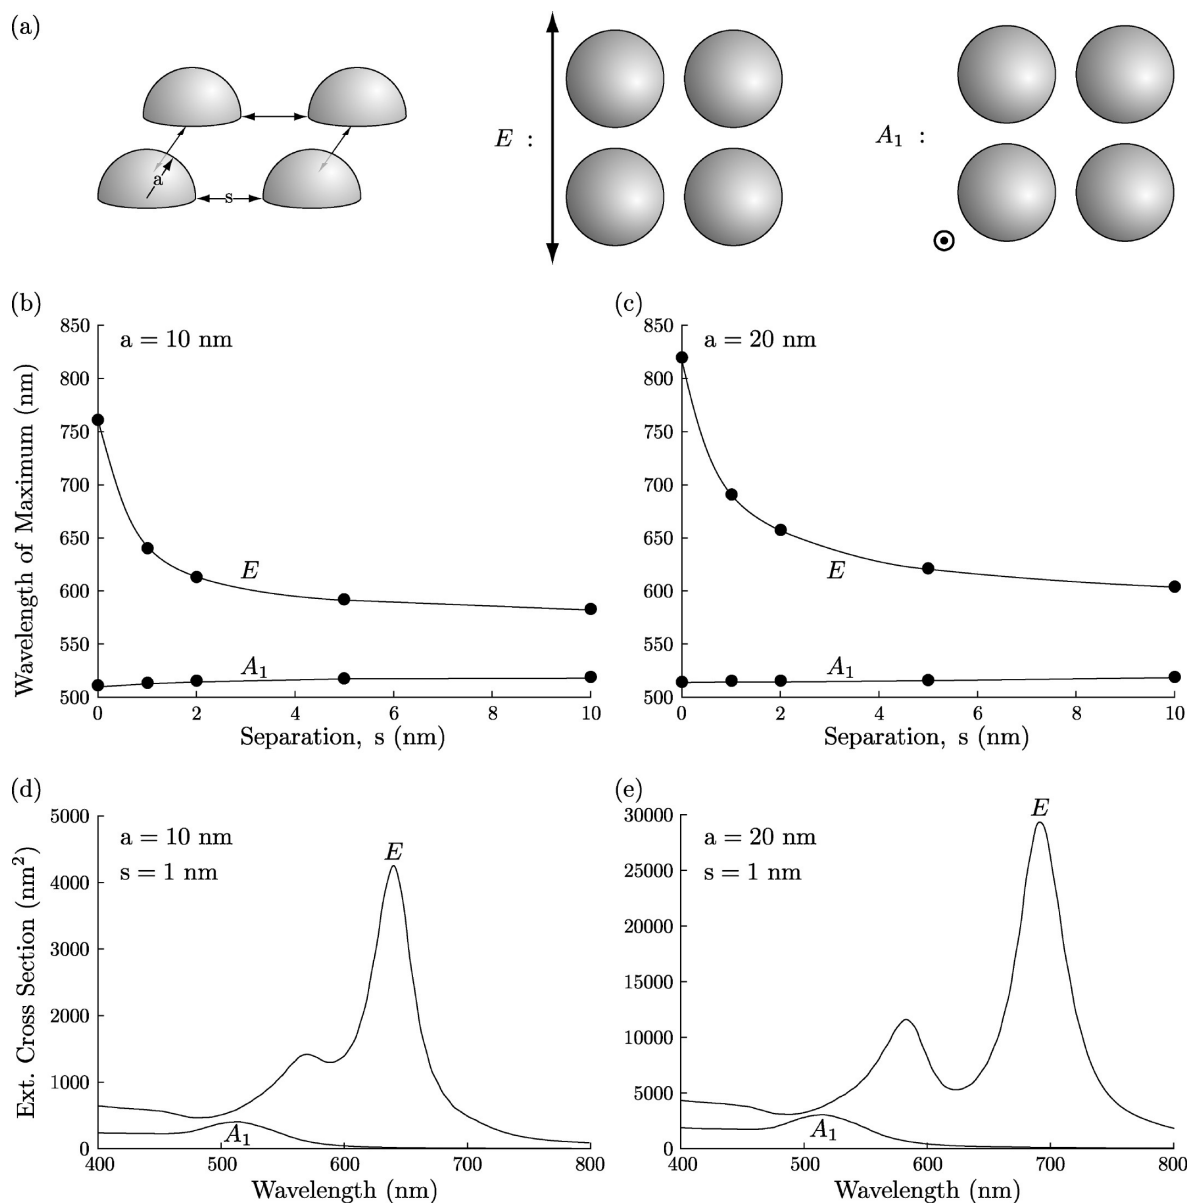 (a)
a
s
E :
A₁ :
(b)
a = 10 nm
Wavelength of Maximum (nm)
850
800
750
700
650
600
550
500
E
A₁
0 2 4 6 8 10
Separation, s (nm)
(c)
a = 20 nm
850
800
750
700
650
600
550
500
E
A₁
0 2 4 6 8 10
Separation, s (nm)
(d)
a = 10 nm
s = 1 nm
Ext. Cross Section (nm²)
5000
4000
3000
2000
1000
0
E
A₁
400 500 600 700 800
Wavelength (nm)
(e)
a = 20 nm
s = 1 nm
30000
25000
20000
15000
10000
5000
0
E
A₁
400 500 600 700 800
Wavelength (nm)